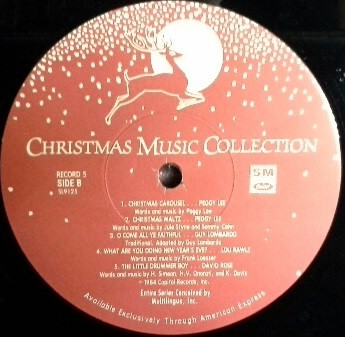 CHRISTMAS MUSIC COLLECTION
RECORD 5
SIDE B
SL9125
SM
1. CHRISTMAS CAROUSEL . . . PEGGY LEE
Words and music by Peggy Lee
2. CHRISTMAS WALTZ . . . PEGGY LEE
Words and music by Jule Styne and Sammy Cahn
3. O COME ALL YE FAITHFUL . . . GUY LOMBARDO
Traditional. Adapted by Guy Lombardo
4. WHAT ARE YOU DOING NEW YEAR'S EVE? . . LOU RAWLS
Words and music by Frank Loesser
5. THE LITTLE DRUMMER BOY . . . DAVID ROSE
Words and music by H. Simeon, H.V. Onorati, and K. Davis
© 1984 Capitol Records, Inc.
Entire Series Conceived by
Multilingue, Inc.
Available Exclusively Through American Express